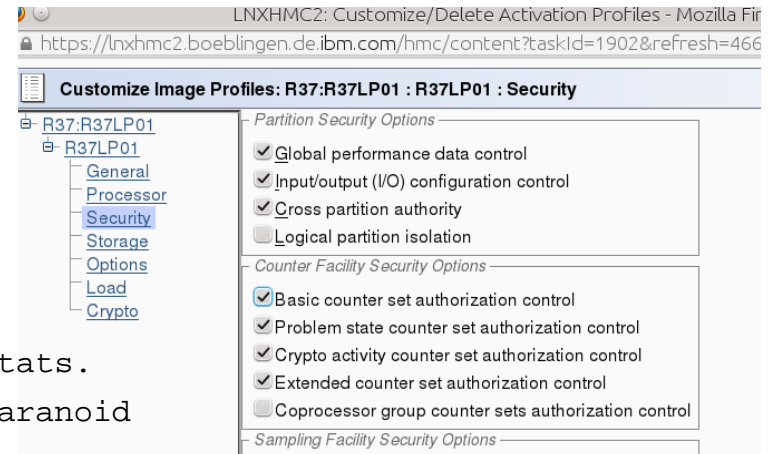 LNXHMC2: Customize/Delete Activation Profiles - Mozilla Fir
https://lnxhmc2.boeblingen.de.ibm.com/hmc/content?taskId=1902&refresh=466
Customize Image Profiles: R37:R37LP01 : R37LP01 : Security
R37:R37LP01
R37LP01
General
Processor
Security
Storage
Options
Load
Crypto
Partition Security Options
Global performance data control
Input/output (I/O) configuration control
Cross partition authority
Logical partition isolation
Counter Facility Security Options
Basic counter set authorization control
Problem state counter set authorization control
Crypto activity counter set authorization control
Extended counter set authorization control
Coprocessor group counter sets authorization control
Sampling Facility Security Options
tats.
aranoid